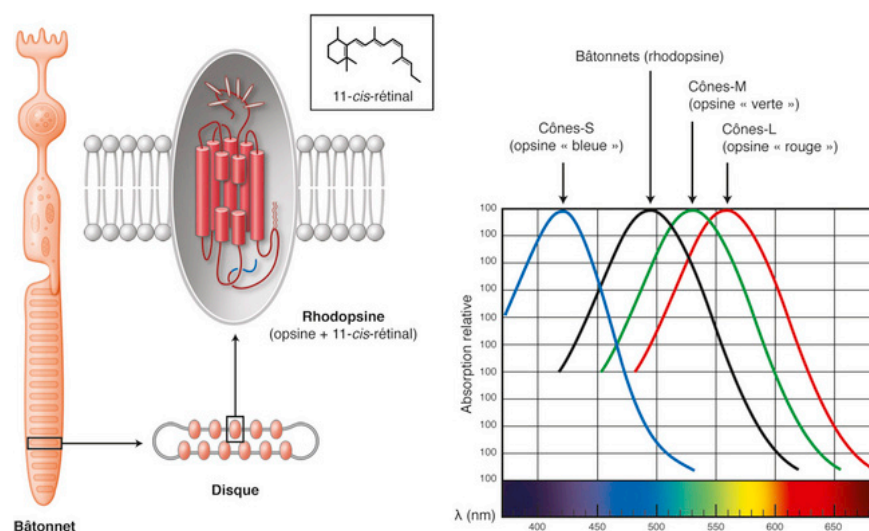 11-cis-rétinal
Rhodopsine
(opsine + 11-cis-rétinal)
Disque
Bâtonnet
Bâtonnets (rhodopsine)
Cônes-M
(opsine « verte »)
Cônes-S
(opsine « bleue »)
Cônes-L
(opsine « rouge »)
Absorption relative
100
100
100
100
100
100
100
100
100
100
100
λ (nm)
400
450
500
550
600
650